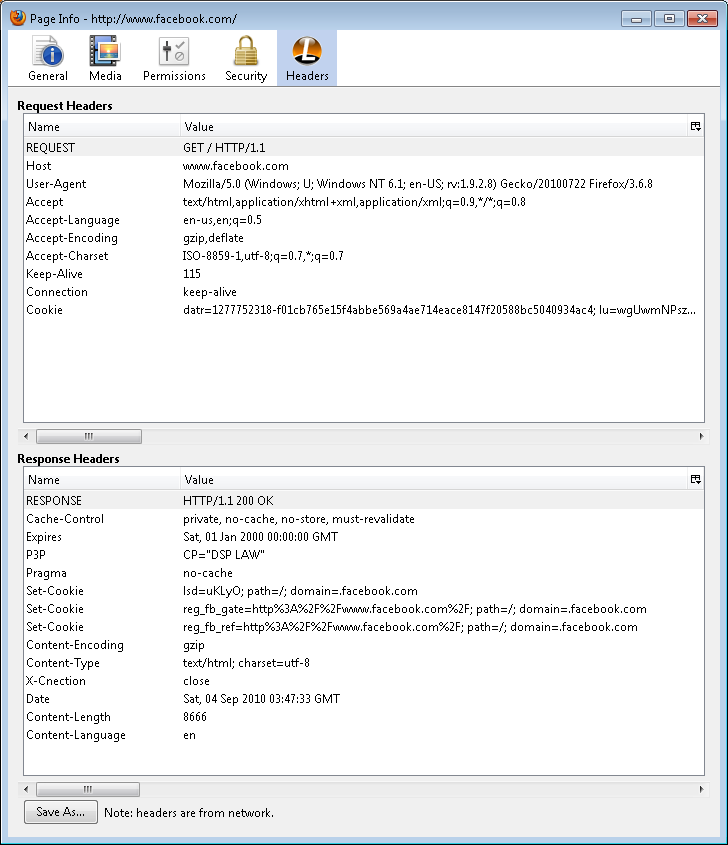 Page Info - http://www.facebook.com/
General Media Permissions Security Headers
Request Headers
Name Value
REQUEST GET / HTTP/1.1
Host www.facebook.com
User-Agent Mozilla/5.0 (Windows; U; Windows NT 6.1; en-US; rv:1.9.2.8) Gecko/20100722 Firefox/3.6.8
Accept text/html,application/xhtml+xml,application/xml;q=0.9,*/*;q=0.8
Accept-Language en-us,en;q=0.5
Accept-Encoding gzip,deflate
Accept-Charset ISO-8859-1,utf-8;q=0.7,*;q=0.7
Keep-Alive 115
Connection keep-alive
Cookie datr=1277752318-f01cb765e15f4abbe569a4ae714eace8147f20588bc5040934ac4; lu=wgUwmNPsz...
Response Headers
Name Value
RESPONSE HTTP/1.1 200 OK
Cache-Control private, no-cache, no-store, must-revalidate
Expires Sat, 01 Jan 2000 00:00:00 GMT
P3P CP="DSP LAW"
Pragma no-cache
Set-Cookie lsd=uKLyO; path=/; domain=.facebook.com
Set-Cookie reg_fb_gate=http%3A%2F%2Fwww.facebook.com%2F; path=/; domain=.facebook.com
Set-Cookie reg_fb_ref=http%3A%2F%2Fwww.facebook.com%2F; path=/; domain=.facebook.com
Content-Encoding gzip
Content-Type text/html; charset=utf-8
X-Cnection close
Date Sat, 04 Sep 2010 03:47:33 GMT
Content-Length 8666
Content-Language en
Save As... Note: headers are from network.